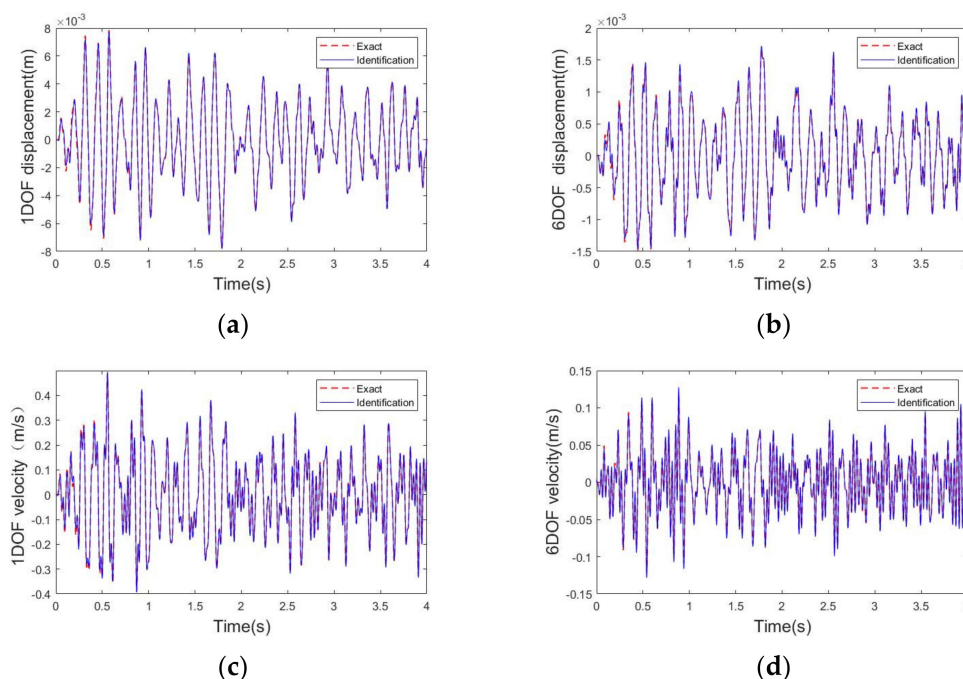 ×10⁻³
8
6
4
2
0
-2
-4
-6
-8
1DOF displacement(m)
Exact
Identification
0 0.5 1 1.5 2 2.5 3 3.5 4
Time(s)
(a)
×10⁻³
2
1.5
1
0.5
0
-0.5
-1
-1.5
6DOF displacement(m)
Exact
Identification
0 0.5 1 1.5 2 2.5 3 3.5
Time(s)
(b)
0.4
0.3
0.2
0.1
0
-0.1
-0.2
-0.3
-0.4
1DOF velocity（m/s）
Exact
Identification
0 0.5 1 1.5 2 2.5 3 3.5 4
Time(s)
(c)
0.15
0.1
0.05
0
-0.05
-0.1
-0.15
6DOF velocity(m/s)
Exact
Identification
0 0.5 1 1.5 2 2.5 3 3.5
Time(s)
(d)